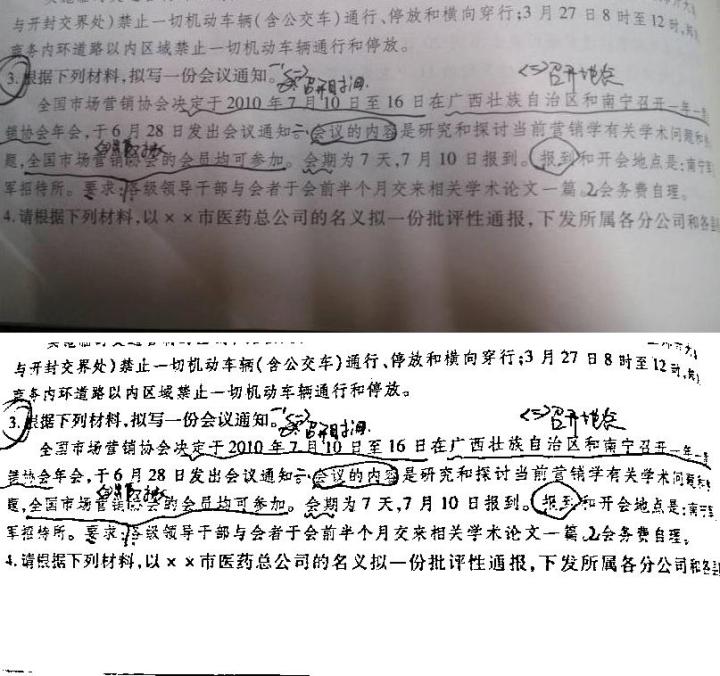 与开封交界处)禁止一切机动车辆(含公交车)通行、停放和横向穿行;3月27日8时至12时,
商务内环道路以内区域禁止一切机动车辆通行和停放。
3.根据下列材料,拟写一份会议通知。
召开时间
<三>召开地点
全国市场营销协会决定于2010年7月10日至16日在广西壮族自治区和南宁召开一年一
销协会年会,于6月28日发出会议通知 会议的内容是研究和探讨当前营销学有关学术问题和
题,全国市场营销协会的会员均可参加。会期为7天,7月10日报到。报到和开会地点是:南宁军
军招待所。要求:1各级领导干部与会者于会前半个月交来相关学术论文一篇。2会务费自理。
4.请根据下列材料,以××市医药总公司的名义拟一份批评性通报,下发所属各分公司和各
与开封交界处)禁止一切机动车辆(含公交车)通行、停放和横向穿行;3月27日8时至12时,
商务内环道路以内区域禁止一切机动车辆通行和停放。
3.根据下列材料,拟写一份会议通知。
召开时间
<三>召开地点
全国市场营销协会决定于2010年7月10日至16日在广西壮族自治区和南宁召开一年一
销协会年会,于6月28日发出会议通知 会议的内容是研究和探讨当前营销学有关学术问题和
题,全国市场营销协会的会员均可参加。会期为7天,7月10日报到。报到和开会地点是:南宁军
军招待所。要求:1各级领导干部与会者于会前半个月交来相关学术论文一篇。2会务费自理。
4.请根据下列材料,以××市医药总公司的名义拟一份批评性通报,下发所属各分公司和各